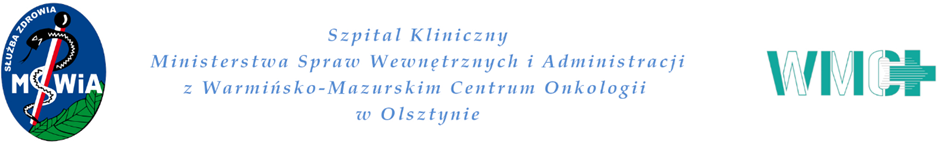 SŁUŻBA ZDROWIA
MSWiA
Szpital Kliniczny
Ministerstwa Spraw Wewnętrznych i Administracji
z Warmińsko-Mazurskim Centrum Onkologii
w Olsztynie
WMC